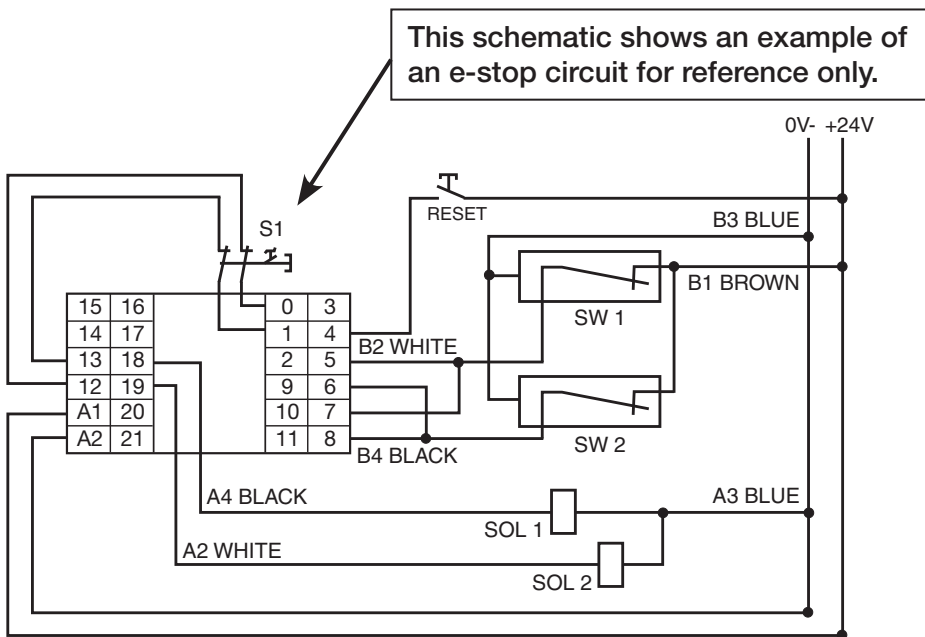 This schematic shows an example of
an e-stop circuit for reference only.
0V- +24V
RESET
B3 BLUE
S1
B1 BROWN
SW 1
15 16 0 3
14 17 1 4
B2 WHITE
13 18 2 5
12 19 9 6
A1 20 10 7
A2 21 11 8
SW 2
B4 BLACK
A4 BLACK
A3 BLUE
SOL 1
A2 WHITE
SOL 2